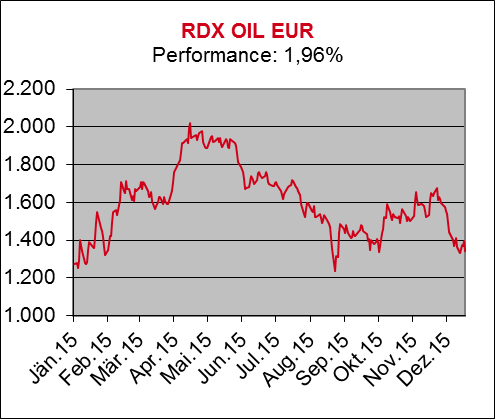 RDX OIL EUR
Performance: 1,96%
2.200
2.000
1.800
1.600
1.400
1.200
1.000
Jän.15
Feb.15
Mär.15
Apr.15
Mai.15
Jun.15
Jul.15
Aug.15
Sep.15
Okt.15
Nov.15
Dez.15